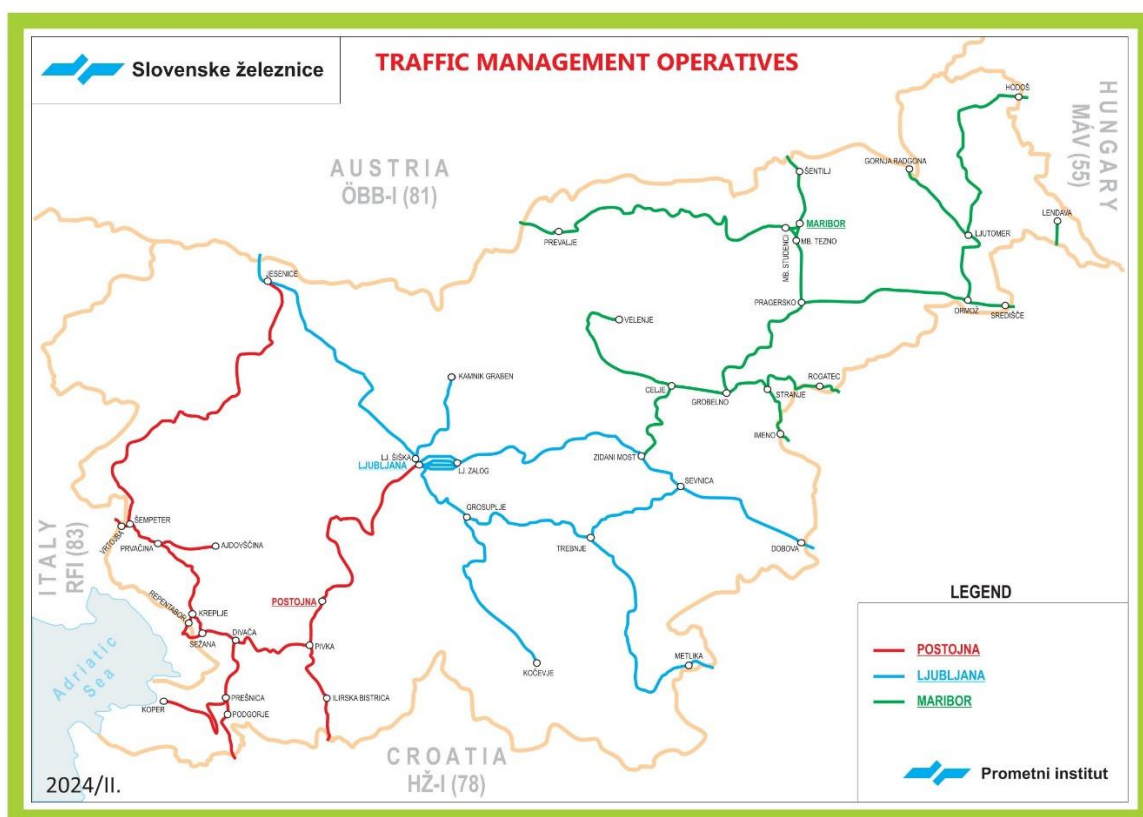 Slovenske železnice
TRAFFIC MANAGEMENT OPERATIVES
HUNGARY
MÁV (55)
AUSTRIA
ÖBB-I (81)
HODOŠ
GORNJA RADGONA
ŠENTILJ
LENDAVA
PREVALJE
MARIBOR
MB. STUDENCI
MB. TEZNO
LJUTOMER
JESENICE
PRAGERSKO
ORMOŽ
SREDIŠČE
VELENJE
KAMNIK GRABEN
CELJE
GROBELNO
STRANJE
ROGATEC
IMENO
LJ. ŠIŠKA
LJUBLJANA
LJ. ZALOG
ZIDANI MOST
SEVNICA
GROSUPLJE
TREBNJE
DOBOVA
ITALY
RFI (83)
ŠEMPETER
VRTOJBA
PRVAČINA
AJDOVŠČINA
REPENTABOR
KREPLJE
SEŽANA
DIVAČA
POSTOJNA
PIVKA
KOČEVJE
METLIKA
Adriatic
Sea
KOPER
PREŠNICA
PODGORJE
ILIRSKA BISTRICA
CROATIA
HŽ-I (78)
LEGEND
POSTOJNA
LJUBLJANA
MARIBOR
2024/II.
Prometni institut